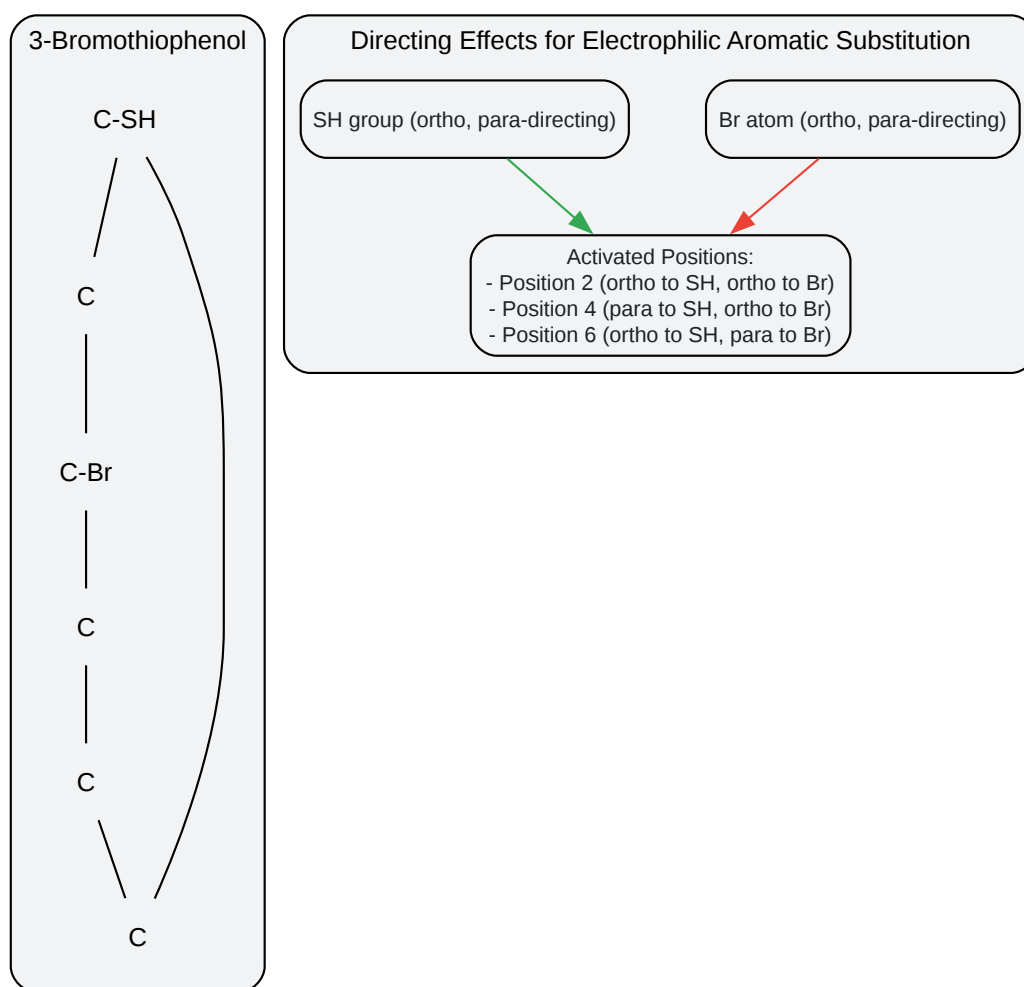 3-Bromothiophenol
C-SH
C
C-Br
C
C
C
Directing Effects for Electrophilic Aromatic Substitution
SH group (ortho, para-directing)
Br atom (ortho, para-directing)
Activated Positions:
- Position 2 (ortho to SH, ortho to Br)
- Position 4 (para to SH, ortho to Br)
- Position 6 (ortho to SH, para to Br)